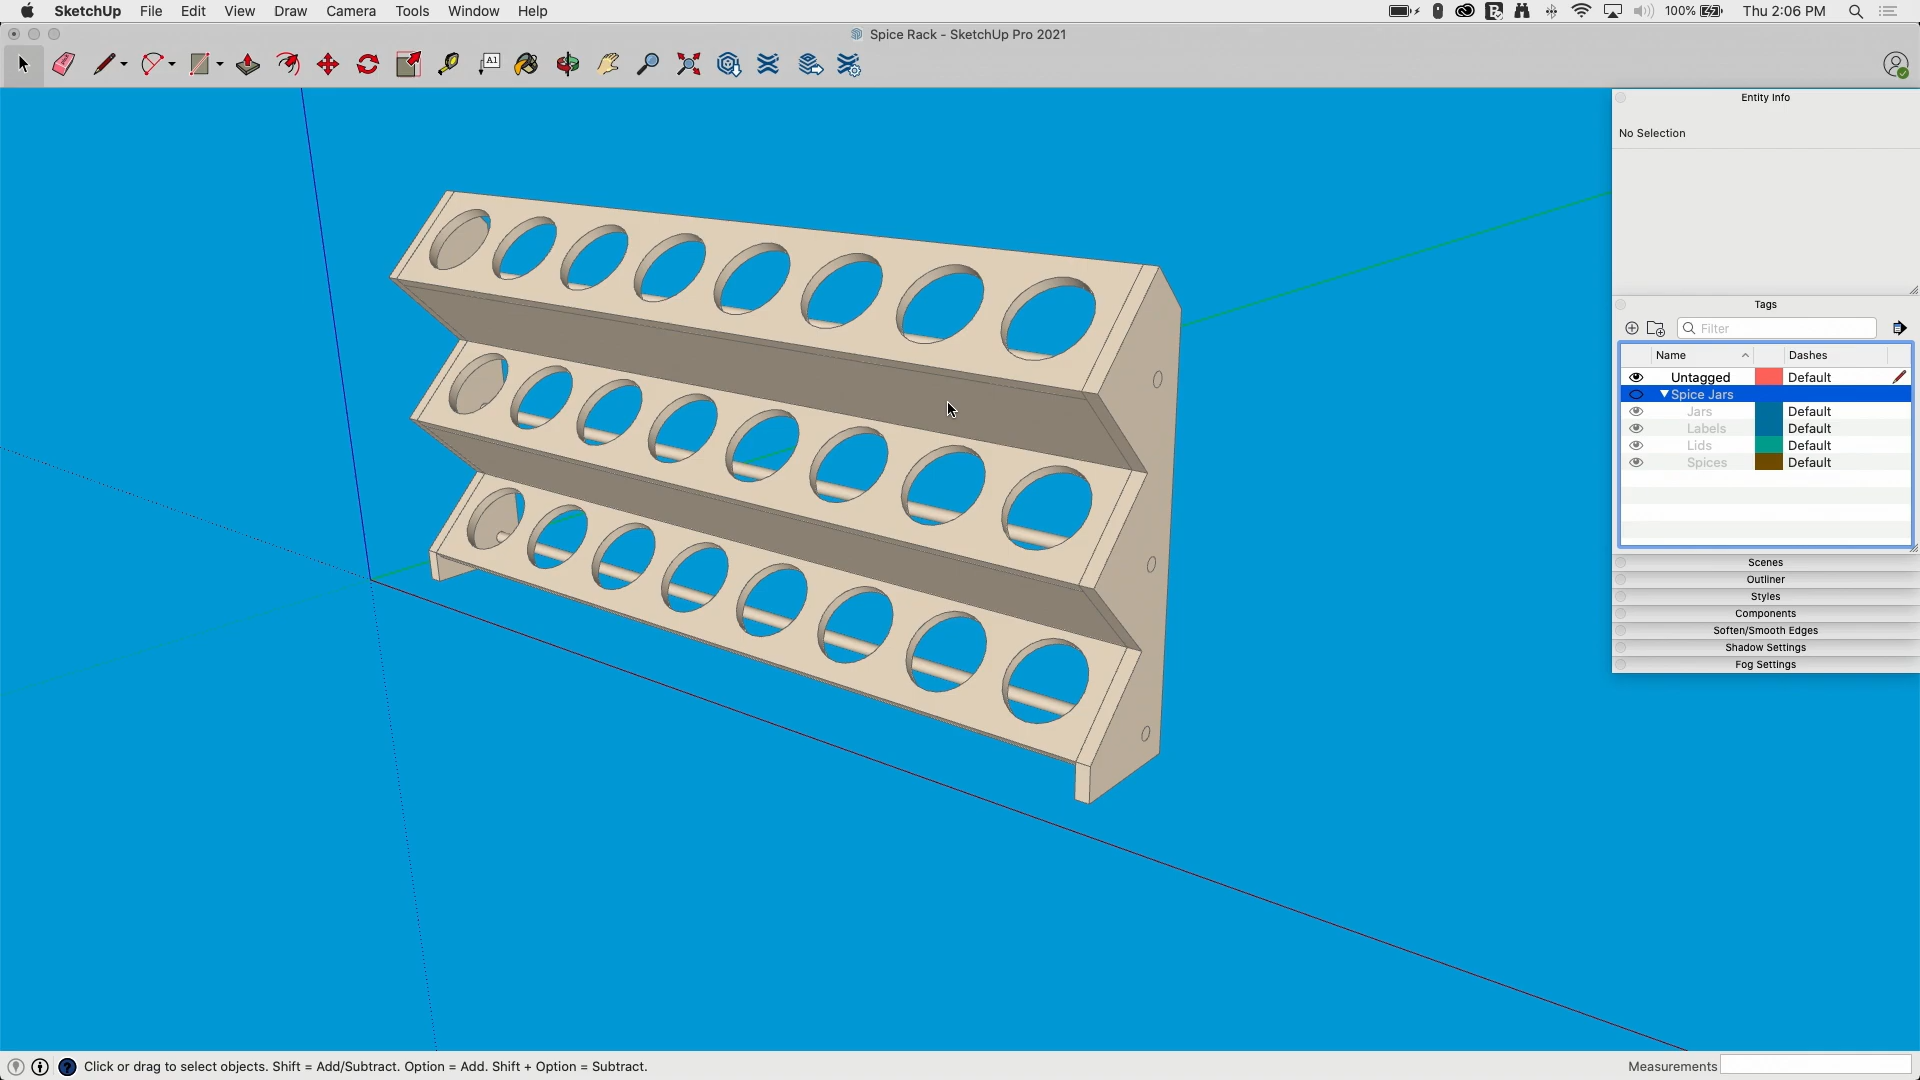 SketchUp File Edit View Draw Camera Tools Window Help 100% Thu 2:06 PM
Spice Rack - SketchUp Pro 2021
A1
Entity Info
No Selection
Tags
Filter
Name Dashes
Untagged Default
Spice Jars
Jars Default
Labels Default
Lids Default
Spices Default
Scenes
Outliner
Styles
Components
Soften/Smooth Edges
Shadow Settings
Fog Settings
Click or drag to select objects. Shift = Add/Subtract. Option = Add. Shift + Option = Subtract. Measurements